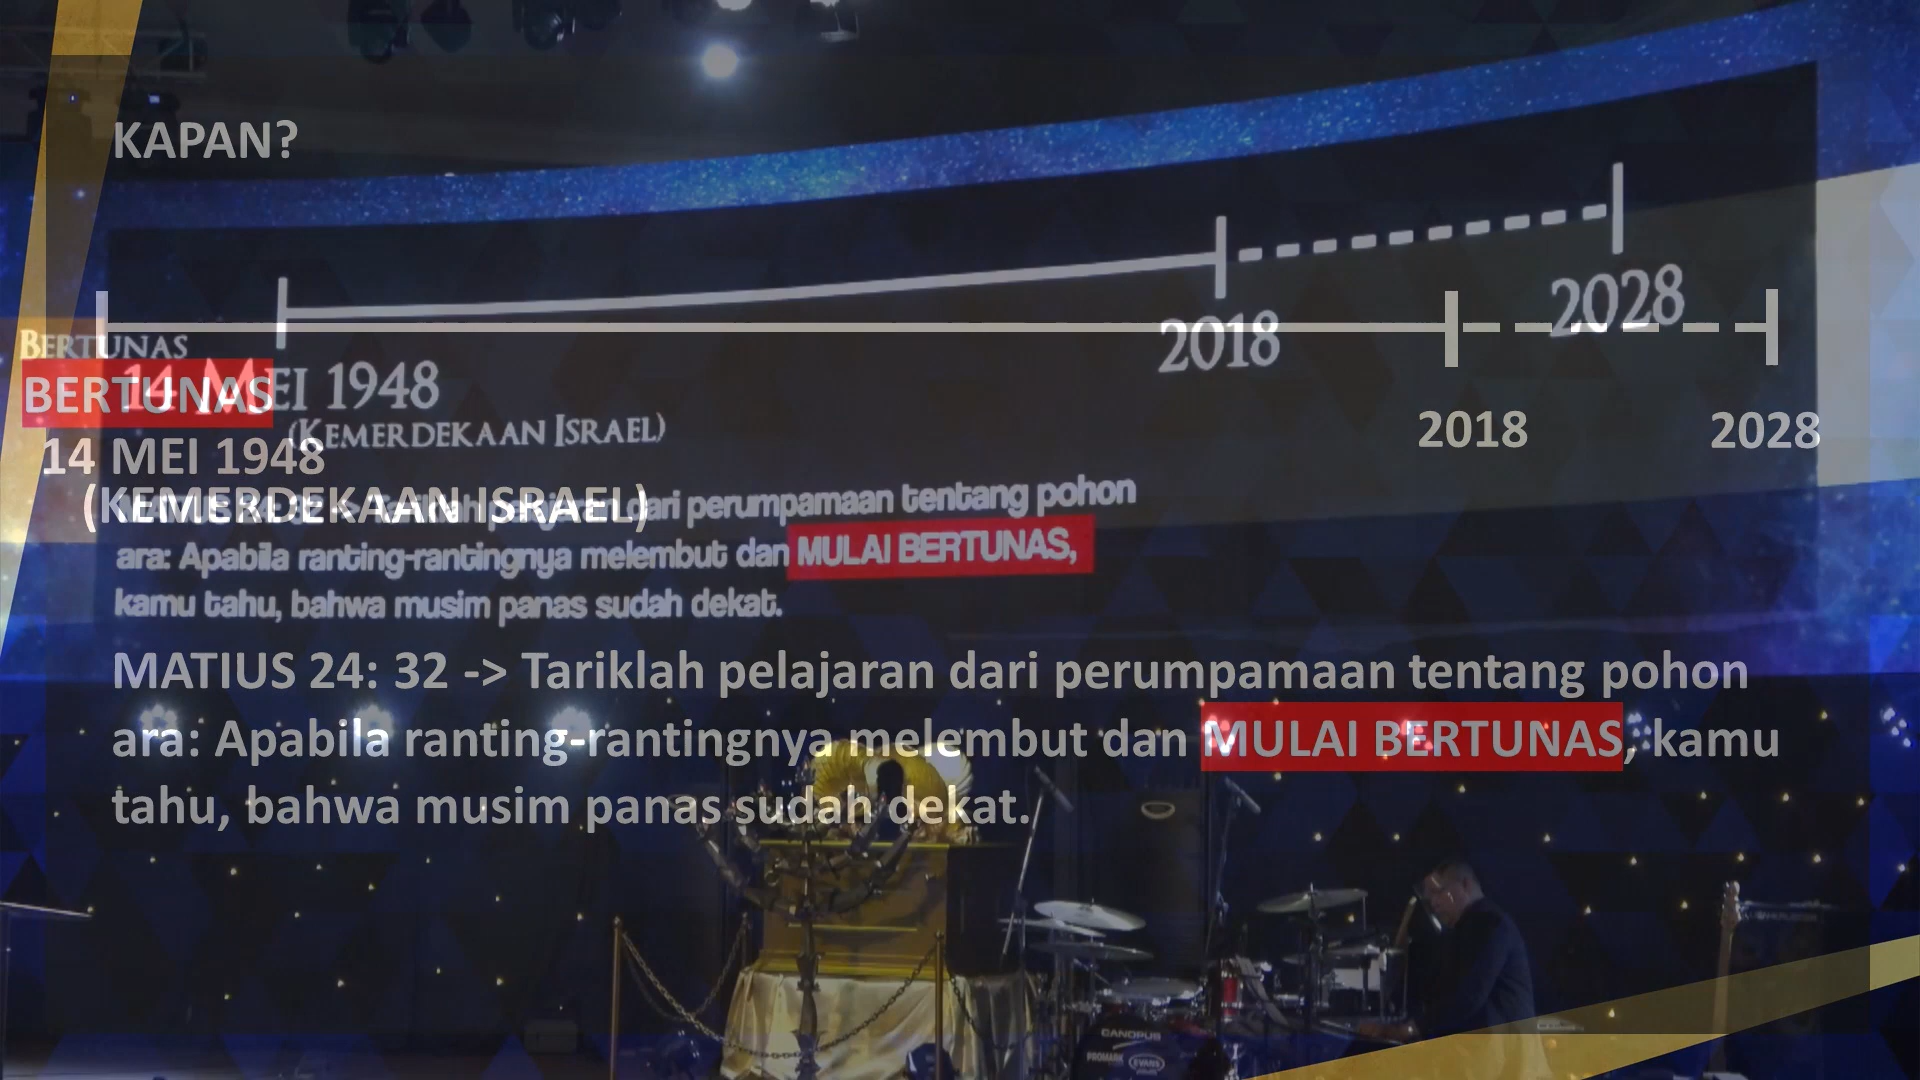 KAPAN?
2028
2018
BERTUNAS
14 MEI 1948
(KEMERDEKAAN ISRAEL)
dari perumpamaan tentang pohon
ara: Apabila ranting-rantingnya melembut dan MULAI BERTUNAS,
kamu tahu, bahwa musim panas sudah dekat.
BERTUNAS
14 MEI 1948
(KEMERDEKAAN ISRAEL)
2018
2028
MATIUS 24: 32 -> Tariklah pelajaran dari perumpamaan tentang pohon
ara: Apabila ranting-rantingnya melembut dan MULAI BERTUNAS, kamu
tahu, bahwa musim panas sudah dekat.
CANOPUS
PROMARK
EVANS